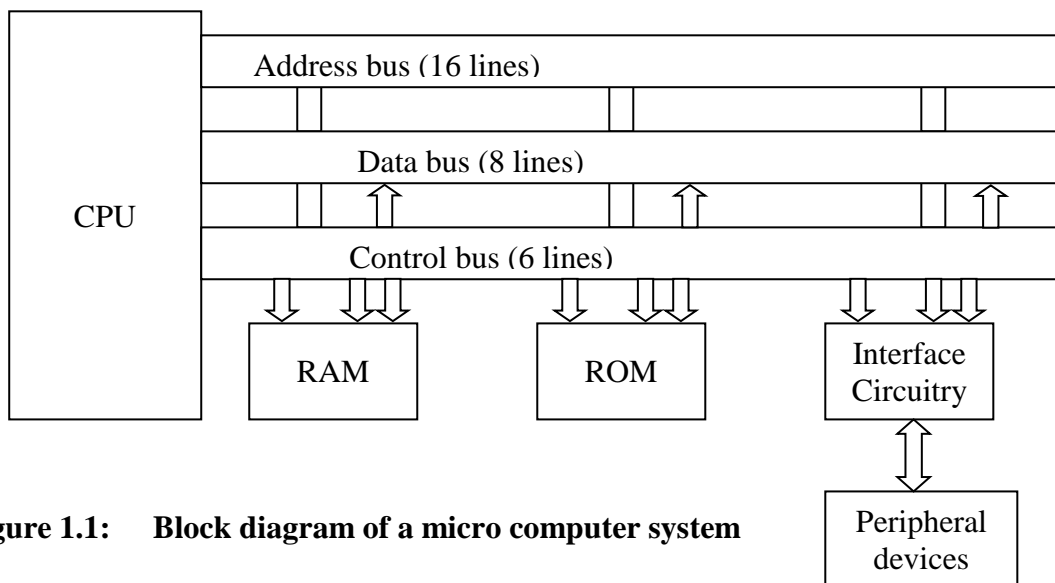 Address bus (16 lines)
Data bus (8 lines)
CPU
Control bus (6 lines)
RAM
ROM
Interface
Circuitry
gure 1.1: Block diagram of a micro computer system
Peripheral
devices